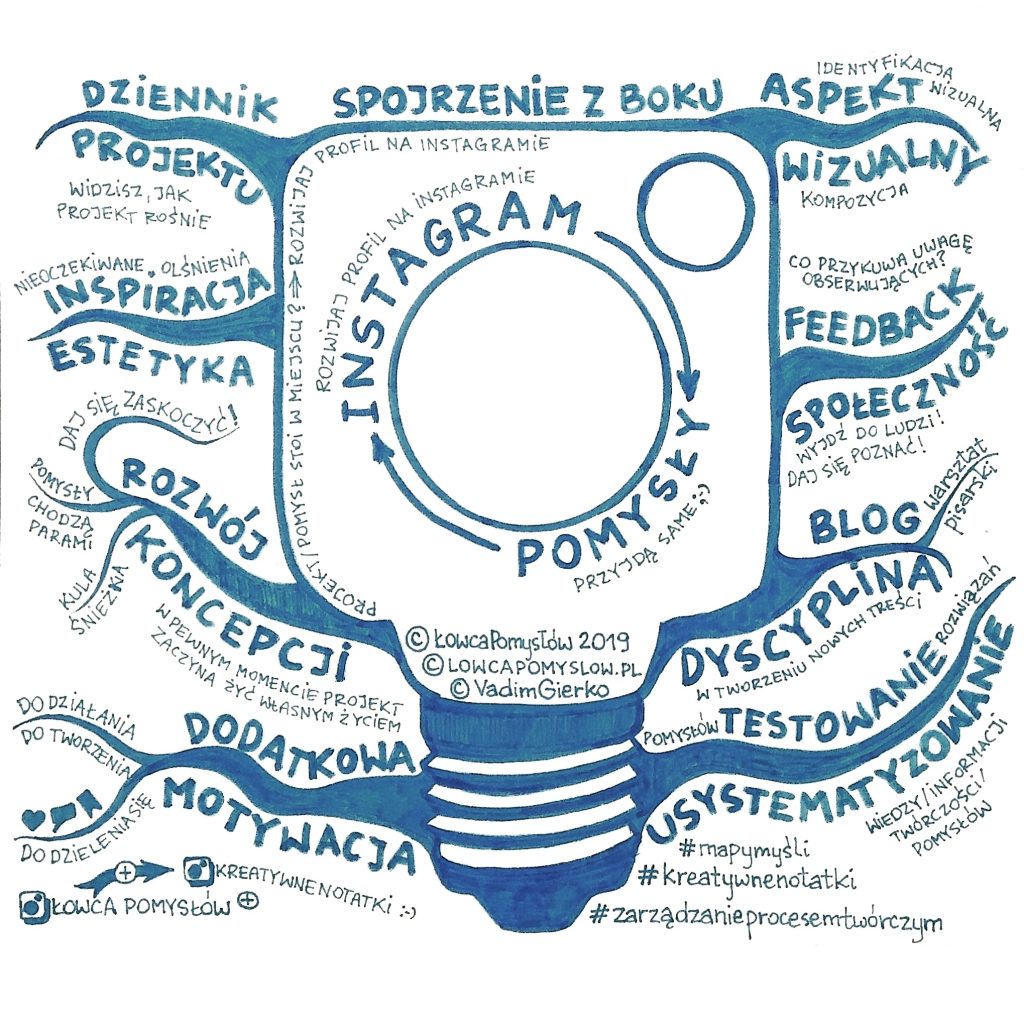 DZIENNIK
PROJEKTU
WIDZISZ, JAK
PROJEKT ROŚNIE
NIEOCZEKIWANE OLŚNIENIA
INSPIRACJA
ESTETYKA
DAJ SIĘ ZASKOCZYĆ!
POMYSŁY
CHODZĄ
PARAMI
KULA
ŚNIEŻKA
ROZWÓJ
KONCEPCJI
W PEWNYM MOMENCIE PROJEKT
ZACZYNA ŻYĆ WŁASNYM ŻYCIEM
DO DZIAŁANIA
DO TWORZENIA
DO DZIELENIA SIĘ
DODATKOWA
MOTYWACJA
KREATYWNENOTATKI :-)
ŁOWCA POMYSŁÓW
SPOJRZENIE Z BOKU
PROJEKT / POMYSŁ STOI W MIEJSCU? ⇒ ROZWIJAJ PROFIL NA INSTAGRAMIE
ROZWIJAJ PROFIL NA INSTAGRAMIE
INSTAGRAM
POMYSŁY
PRZYJDĄ SAME ;-)
© ŁowcaPomysłów 2019
© LOWCAPOMYSLOW.PL
© VadimGierko
IDENTYFIKACJA
WIZUALNA
ASPEKT
WIZUALNY
KOMPOZYCJA
CO PRZYKUWA UWAGĘ
OBSERWUJĄCYCH?
FEEDBACK
SPOŁECZNOŚĆ
WYJDŹ DO LUDZI!
DAJ SIĘ POZNAĆ!
warsztat
pisarski
BLOG
DYSCYPLINA
W TWORZENIU NOWYCH TREŚCI
POMYSŁÓW TESTOWANIE ROZWIĄZAŃ
USYSTEMATYZOWANIE
WIEDZY/INFORMACJI
TWÓRCZOŚCI/
POMYSŁÓW
#mapymyśli
#kreatywnenotatki
#zarządzanieprocesemtwórczym